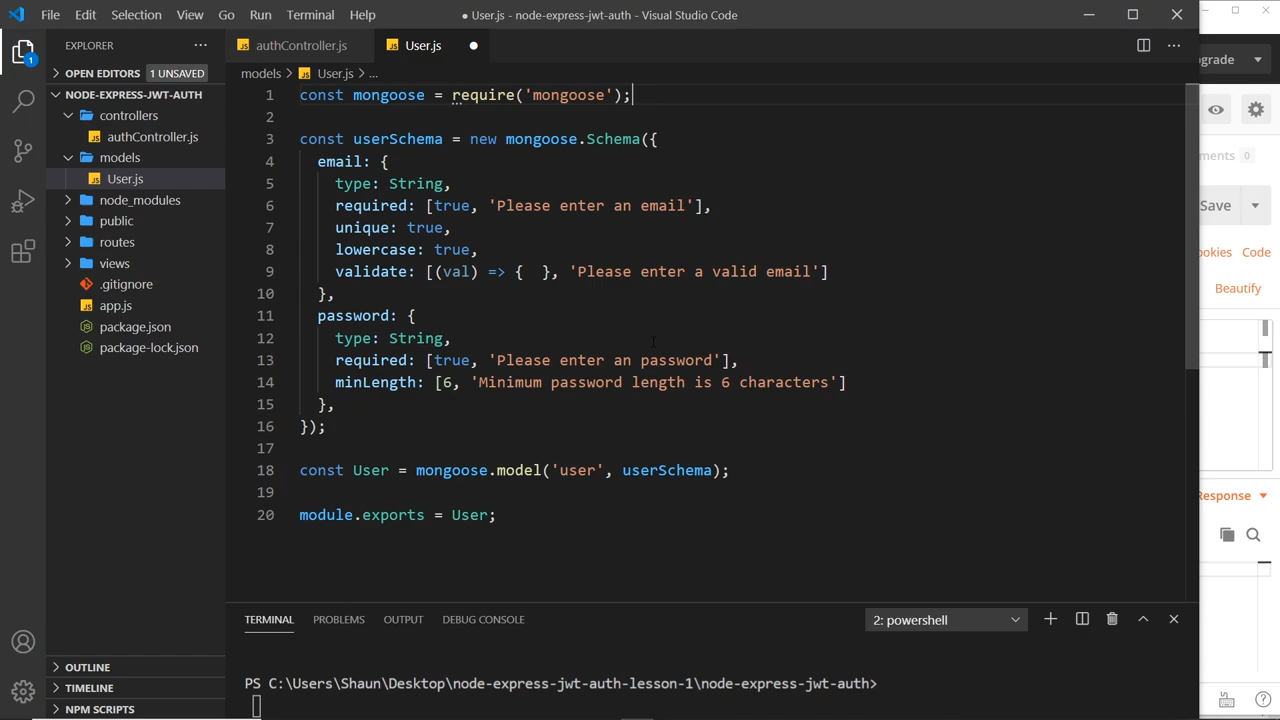 File Edit Selection View Go Run Terminal Help
● User.js - node-express-jwt-auth - Visual Studio Code
EXPLORER
OPEN EDITORS 1 UNSAVED
NODE-EXPRESS-JWT-AUTH
controllers
authController.js
models
User.js
node_modules
public
routes
views
.gitignore
app.js
package.json
package-lock.json
OUTLINE
TIMELINE
NPM SCRIPTS
1
JS authController.js JS User.js ●
models > JS User.js > ...
1 const mongoose = require('mongoose');
2
3 const userSchema = new mongoose.Schema({
4 email: {
5 type: String,
6 required: [true, 'Please enter an email'],
7 unique: true,
8 lowercase: true,
9 validate: [(val) => { }, 'Please enter a valid email']
10 },
11 password: {
12 type: String,
13 required: [true, 'Please enter an password'],
14 minLength: [6, 'Minimum password length is 6 characters']
15 },
16 });
17
18 const User = mongoose.model('user', userSchema);
19
20 module.exports = User;
TERMINAL PROBLEMS OUTPUT DEBUG CONSOLE
2: powershell
PS C:\Users\Shaun\Desktop\node-express-jwt-auth-lesson-1\node-express-jwt-auth>
grade
ments 0
Save
ookies Code
Beautify
Response